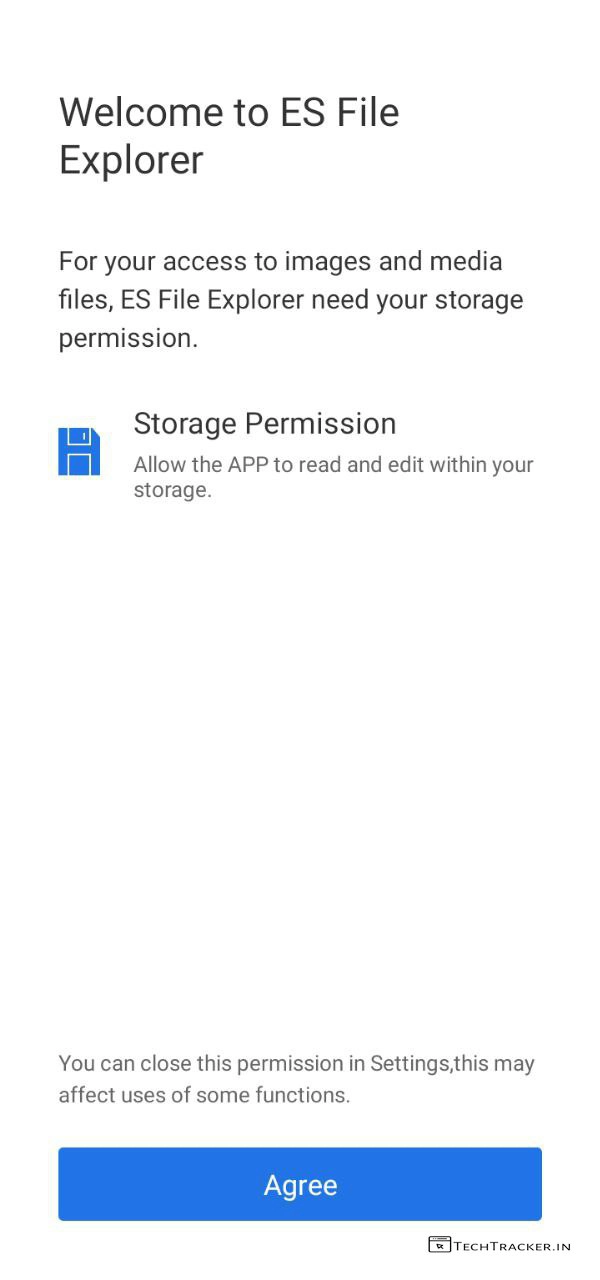 Welcome to ES File
Explorer
For your access to images and media
files, ES File Explorer need your storage
permission.
Storage Permission
Allow the APP to read and edit within your
storage.
You can close this permission in Settings,this may
affect uses of some functions.
Agree
TECHTRACKER.IN